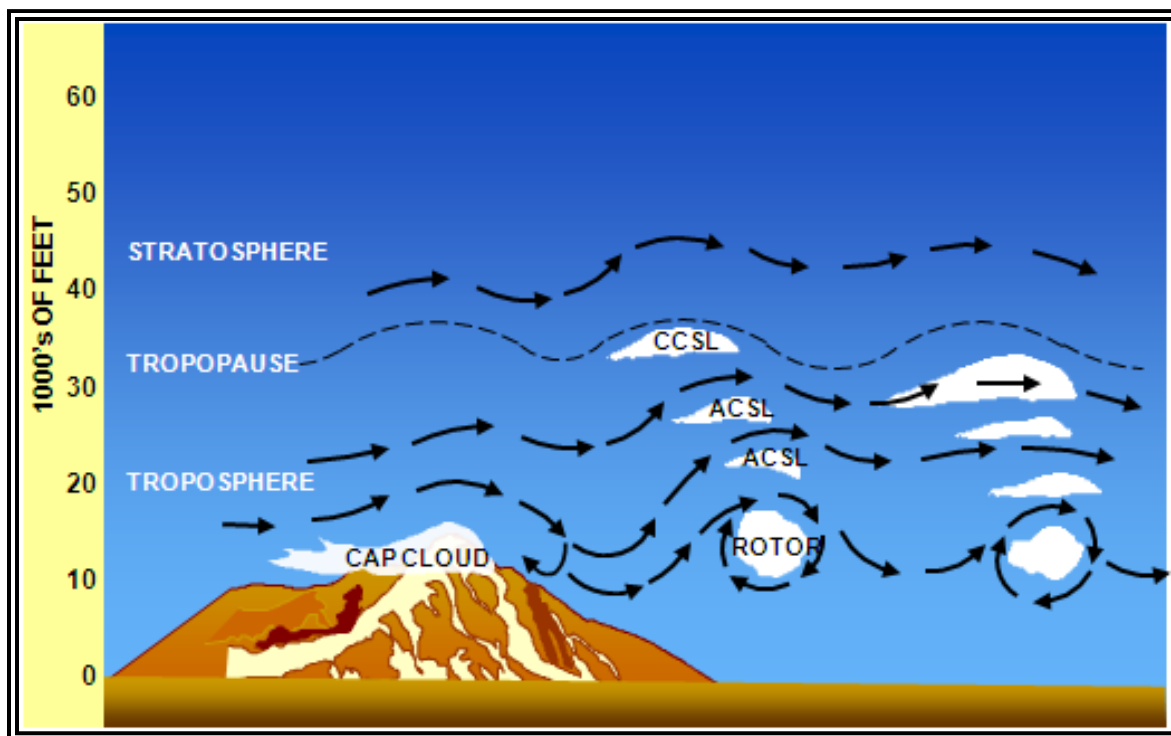 1000's OF FEET
60
50
40
30
20
10
0
STRATOSPHERE
TROPOPAUSE
TROPOSPHERE
CCSL
ACSL
ACSL
CAP CLOUD
ROTOR